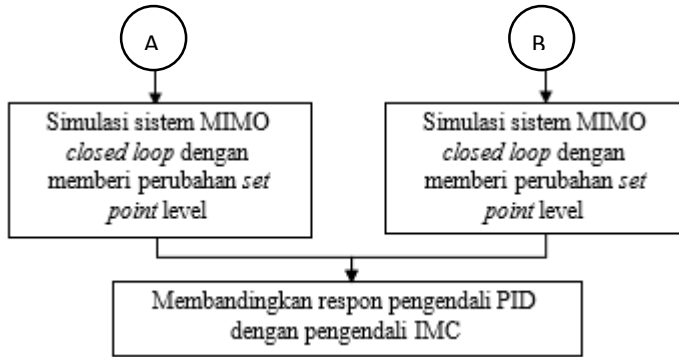 A
B
Simulasi sistem MIMO
closed loop dengan
memberi perubahan set
point level
Simulasi sistem MIMO
closed loop dengan
memberi perubahan set
point level
Membandingkan respon pengendali PID
dengan pengendali IMC